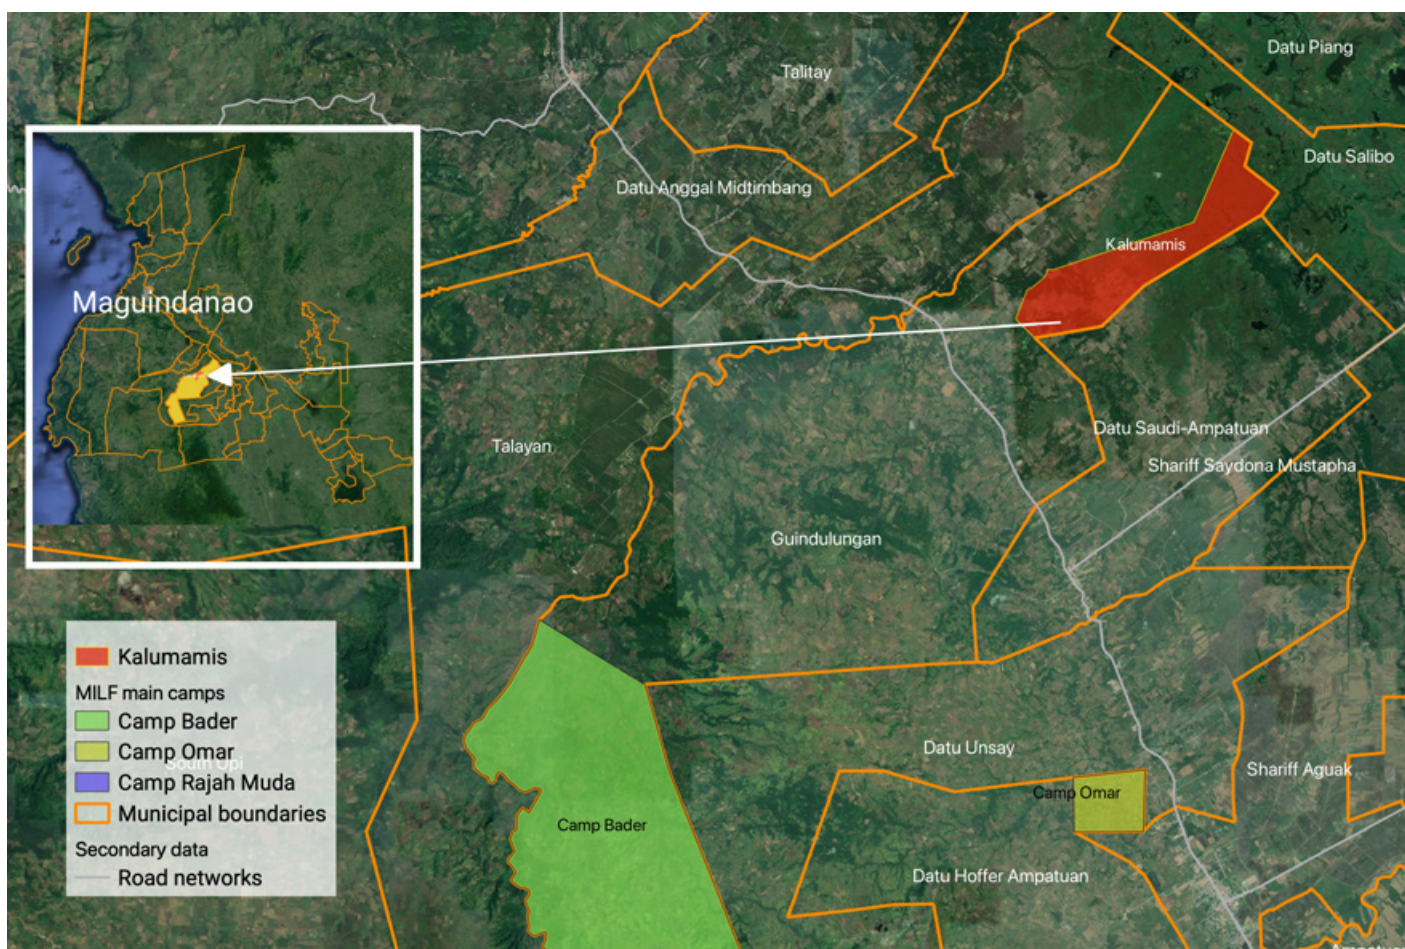 Datu Piang
Talitay
Datu Salibo
Datu Anggal Midtimbang
Kalumamis
Maguindanao
Datu Saudi-Ampatuan
Talayan
Shariff Saydona Mustapha
Guindulungan
Kalumamis
MILF main camps
Camp Bader
Camp Omar
South Upi
Camp Rajah Muda
Municipal boundaries
Secondary data
Road networks
Datu Unsay
Shariff Aguak
Camp Omar
Camp Bader
Datu Hoffer Ampatuan